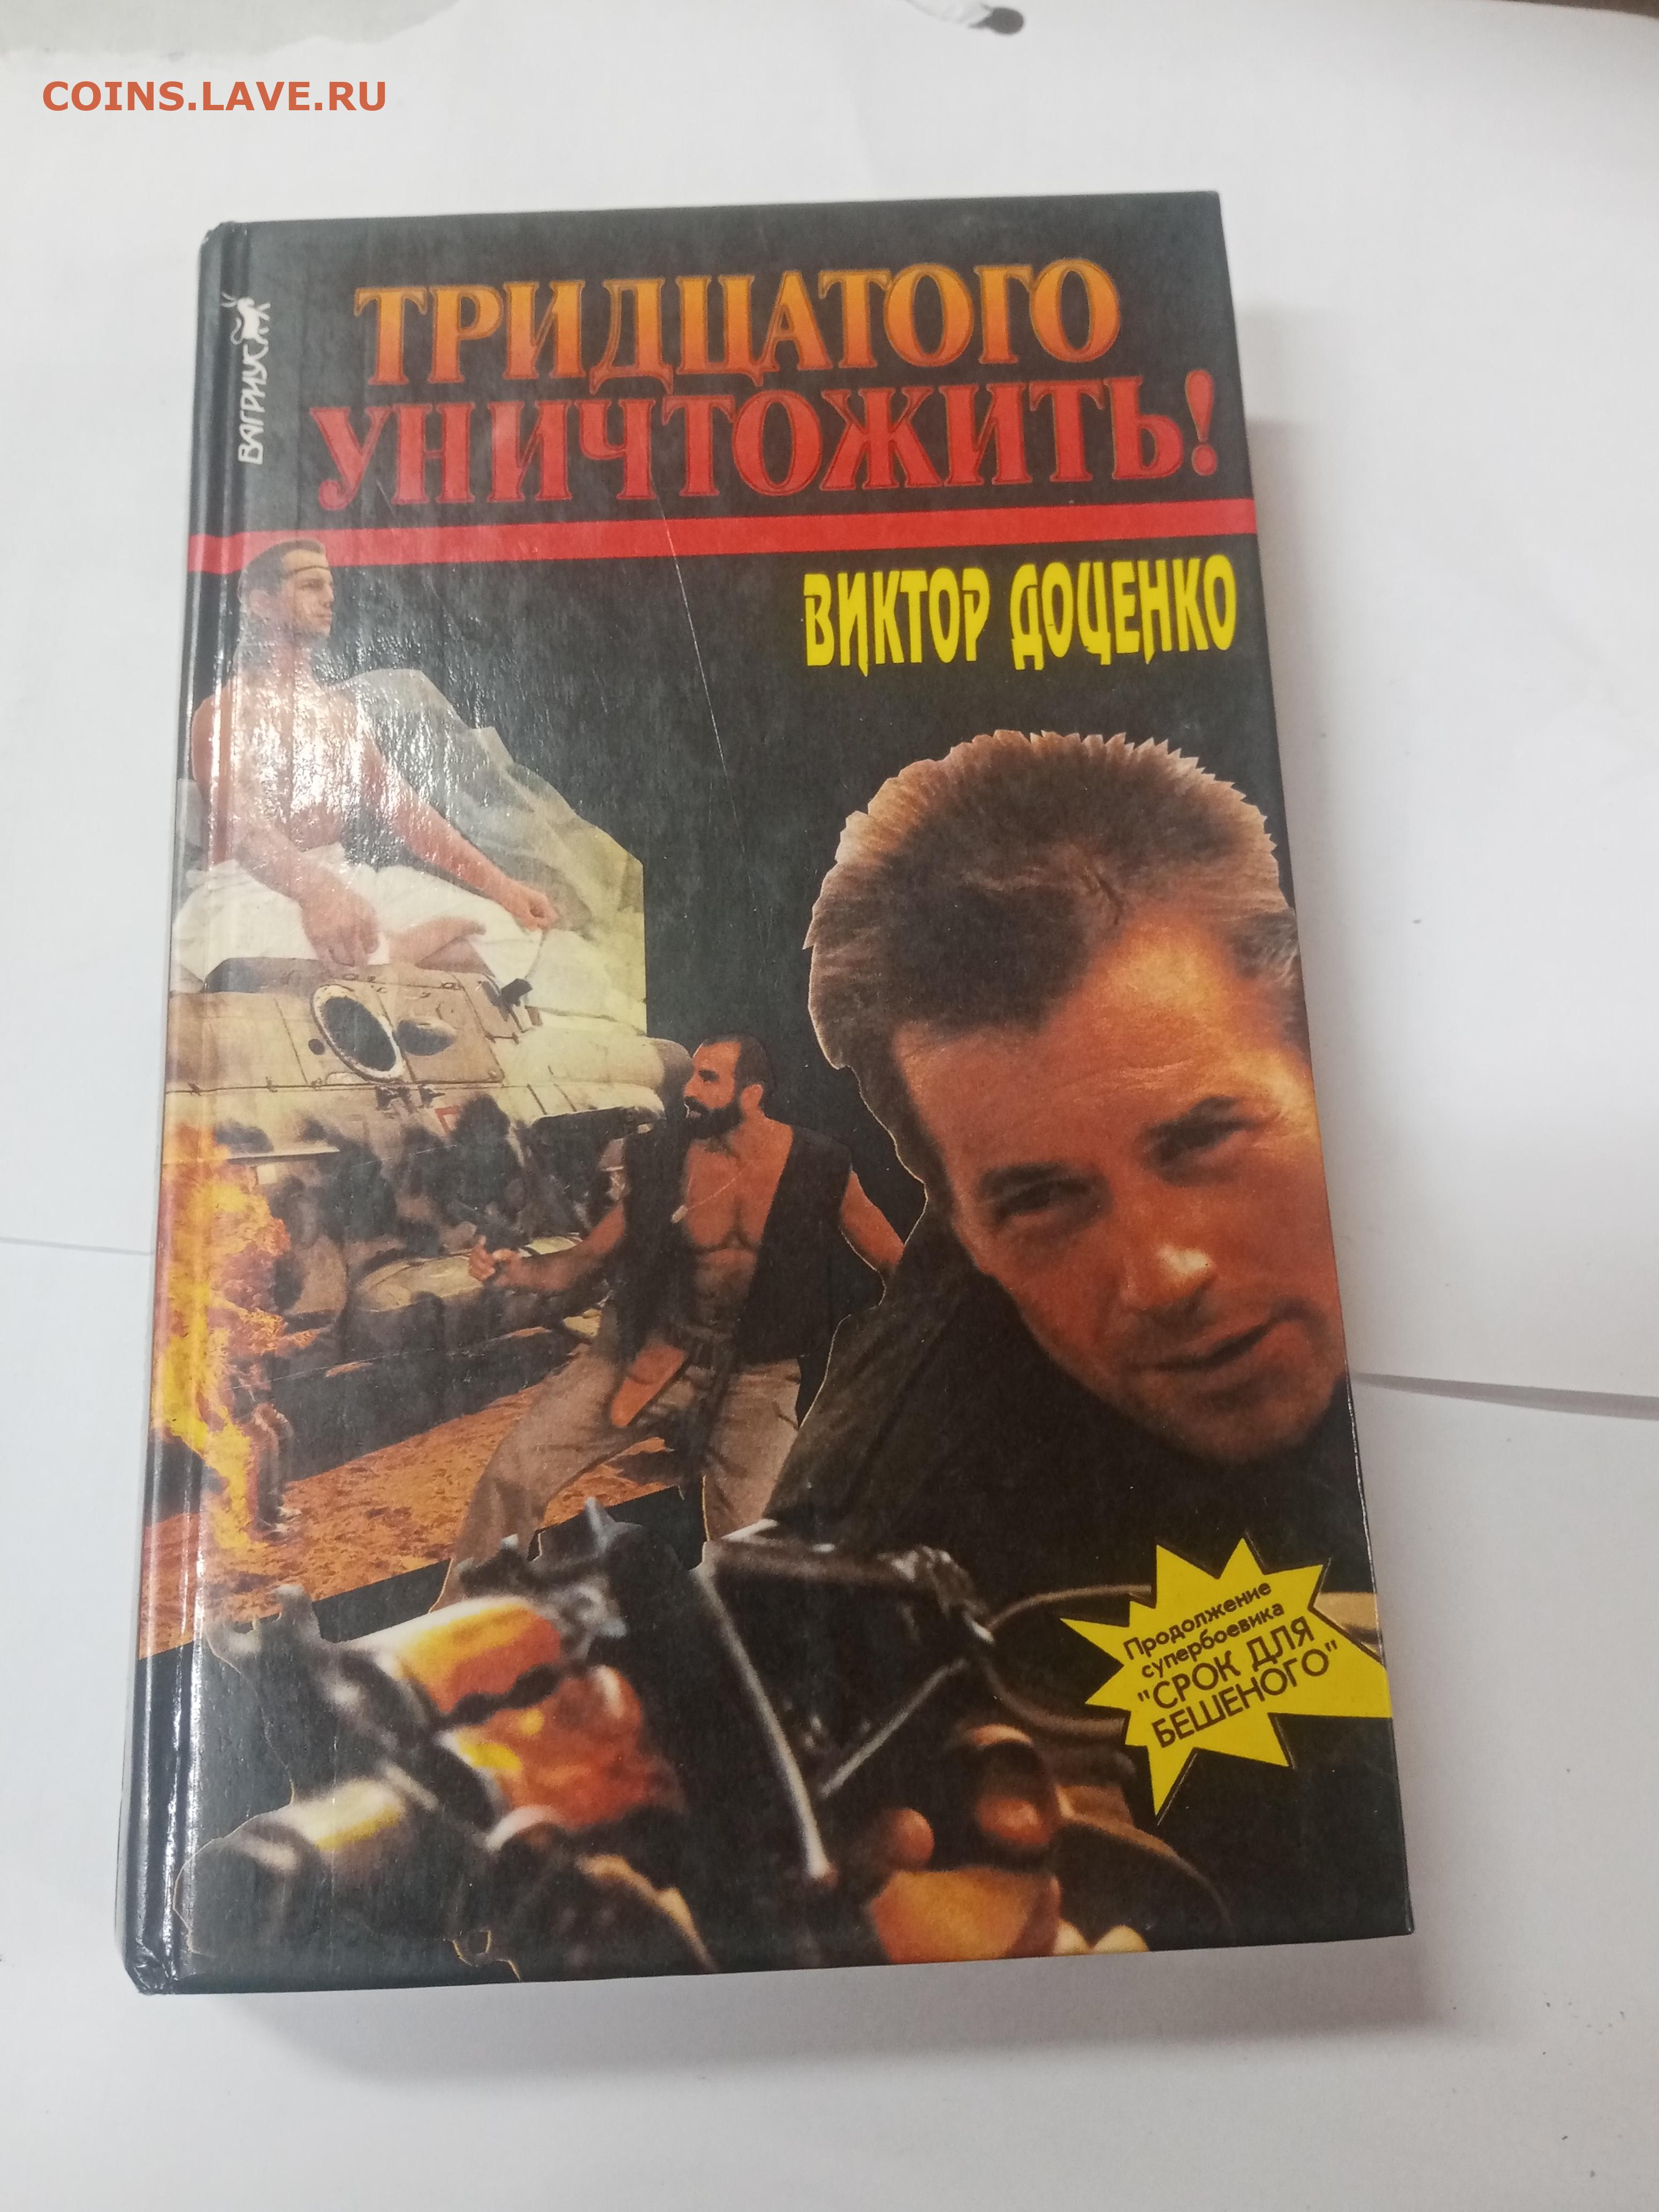 COINS.LAVE.RU
ВАГРИУС
ТРИДЦАТОГО
УНИЧТОЖИТЬ!
ВИКТОР ДОЦЕНКО
Продолжение
супербоевика
"СРОК ДЛЯ
БЕШЕНОГО"